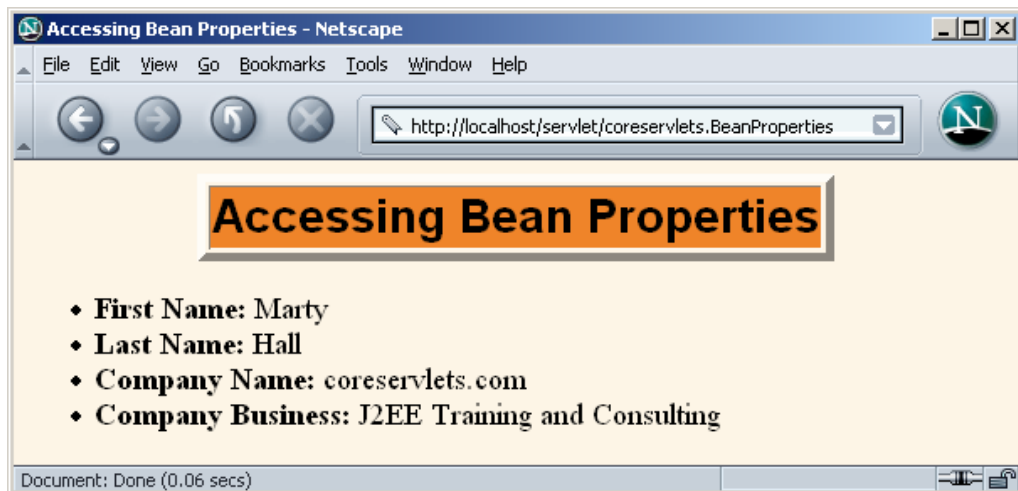 Accessing Bean Properties - Netscape
File Edit View Go Bookmarks Tools Window Help
http://localhost/servlet/coreservlets.BeanProperties
N
Accessing Bean Properties
• First Name: Marty
• Last Name: Hall
• Company Name: coreservlets.com
• Company Business: J2EE Training and Consulting
Document: Done (0.06 secs)